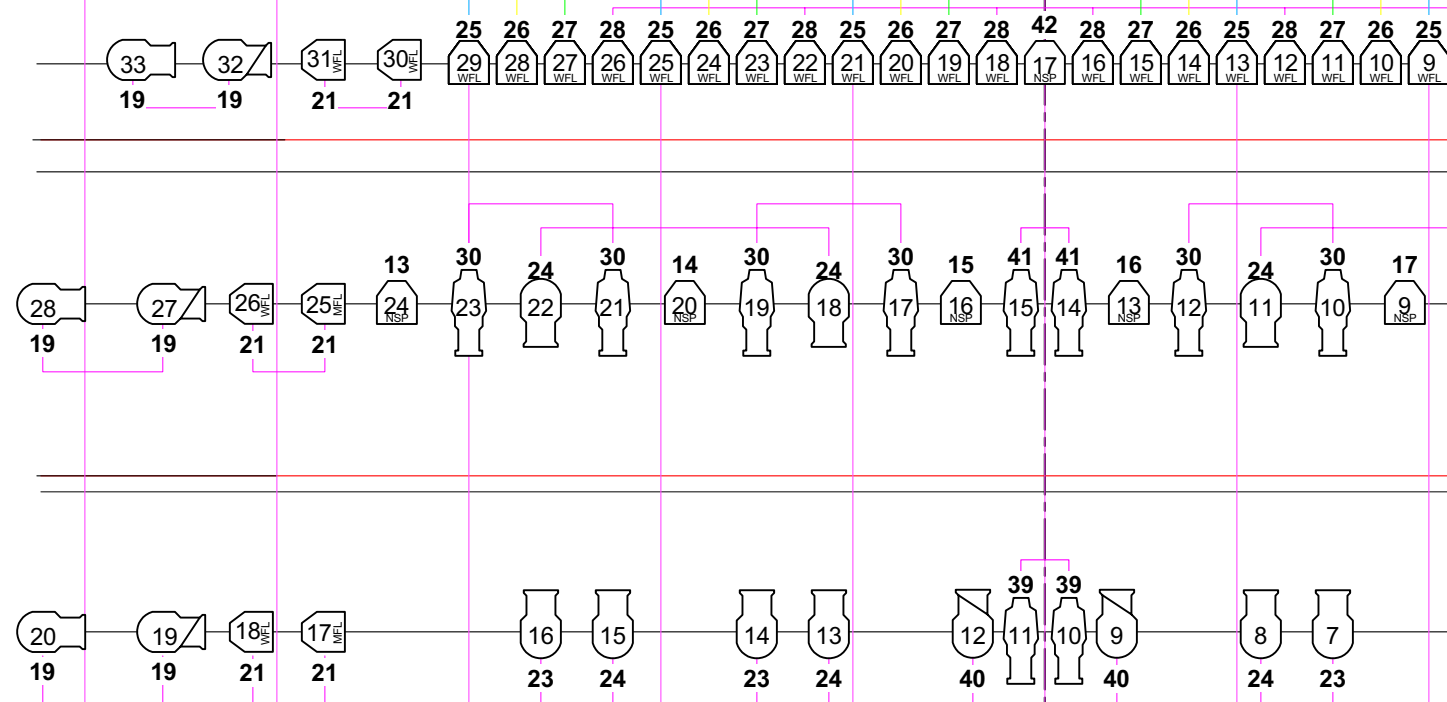 25 26 27 28 25 26 27 28 25 26 27 28 42 28 27 26 25 28 27 26 25
33 32 31 WFL 30 WFL 29 28 27 26 25 24 23 22 21 20 19 18 17 16 15 14 13 12 11 10 9
WFL WFL WFL WFL WFL WFL WFL WFL WFL WFL WFL WFL NSP WFL WFL WFL WFL WFL WFL WFL WFL
19 19 21 21
13 30 24 30 14 30 24 30 15 41 41 16 30 24 30 17
28 27 26 WFL 25 MFL 24 23 22 21 20 19 18 17 16 15 14 13 12 11 10 9
NSP NSP NSP NSP NSP
19 19 21 21
39 39
20 19 18 WFL 17 MFL 16 15 14 13 12 11 10 9 8 7
19 19 21 21 23 24 23 24 40 40 24 23